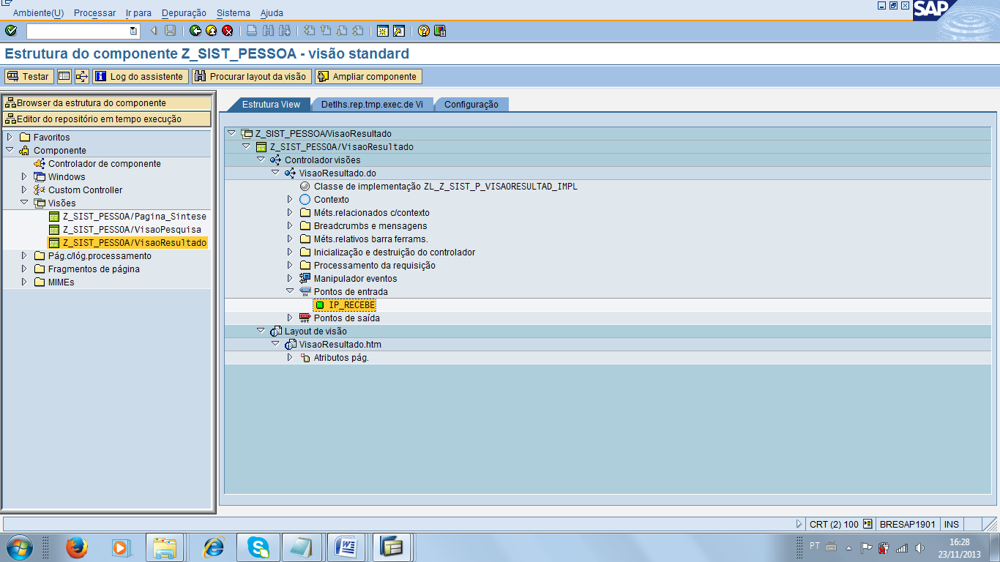 Ambiente(U) Processar Ir para Depuração Sistema Ajuda
SAP
Estrutura do componente Z_SIST_PESSOA - visão standard
Testar Log do assistente Procurar layout da visão Ampliar componente
Browser da estrutura do componente
Editor do repositório em tempo execução
Favoritos
Componente
Controlador de componente
Windows
Custom Controller
Visões
Z_SIST_PESSOA/Pagina_Sintese
Z_SIST_PESSOA/VisaoPesquisa
Z_SIST_PESSOA/VisaoResultado
Pág.c/lóg.processamento
Fragmentos de página
MIMEs
Estrutura View Detlhs.rep.tmp.exec.de Vi Configuração
Z_SIST_PESSOA/VisaoResultado
Z_SIST_PESSOA/VisaoResultado
Controlador visões
VisaoResultado.do
Classe de implementação ZL_Z_SIST_P_VISAORESULTAD_IMPL
Contexto
Méts.relacionados c/contexto
Breadcrumbs e mensagens
Méts.relativos barra ferrams.
Inicialização e destruição do controlador
Processamento da requisição
Manipulador eventos
IN Pontos de entrada
IP_RECEBE
OUT Pontos de saída
Layout de visão
VisaoResultado.htm
Atributos pág.
CRT (2) 100 BRESAP1901 INS
PT 16:28
23/11/2013